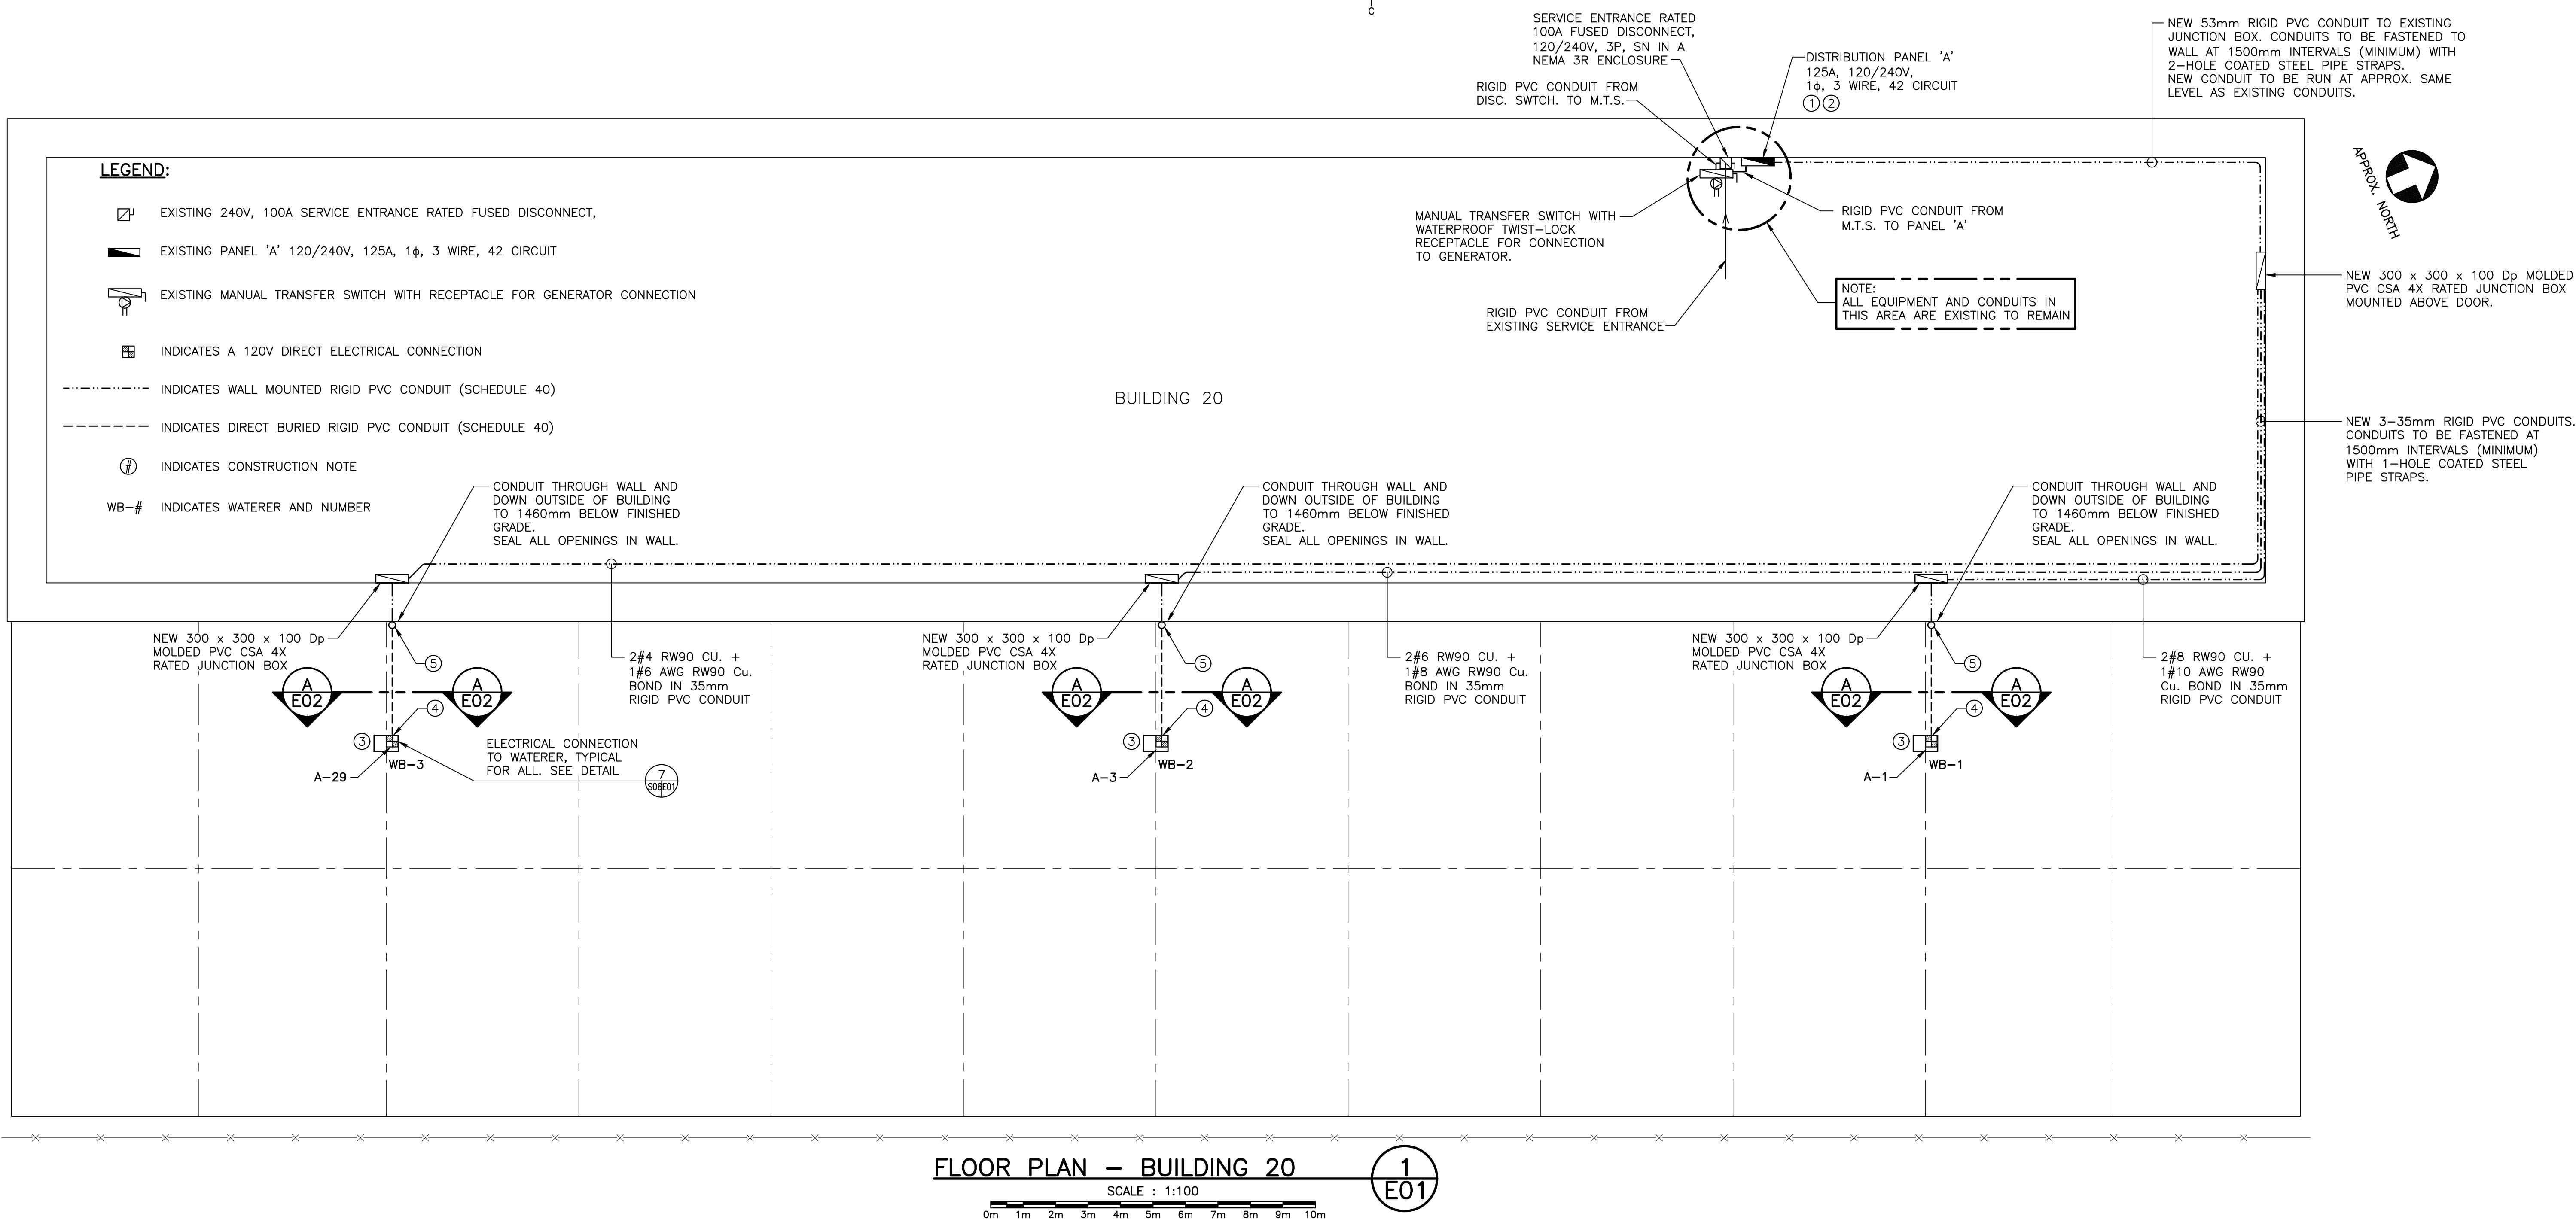 C
SERVICE ENTRANCE RATED
100A FUSED DISCONNECT,
120/240V, 3P, SN IN A
NEMA 3R ENCLOSURE
RIGID PVC CONDUIT FROM
DISC. SWTCH. TO M.T.S.
DISTRIBUTION PANEL 'A'
125A, 120/240V,
1ϕ, 3 WIRE, 42 CIRCUIT
1 2
NEW 53mm RIGID PVC CONDUIT TO EXISTING
JUNCTION BOX. CONDUITS TO BE FASTENED TO
WALL AT 1500mm INTERVALS (MINIMUM) WITH
2-HOLE COATED STEEL PIPE STRAPS.
NEW CONDUIT TO BE RUN AT APPROX. SAME
LEVEL AS EXISTING CONDUITS.
APPROX. NORTH
LEGEND:
EXISTING 240V, 100A SERVICE ENTRANCE RATED FUSED DISCONNECT,
EXISTING PANEL 'A' 120/240V, 125A, 1ϕ, 3 WIRE, 42 CIRCUIT
EXISTING MANUAL TRANSFER SWITCH WITH RECEPTACLE FOR GENERATOR CONNECTION
INDICATES A 120V DIRECT ELECTRICAL CONNECTION
INDICATES WALL MOUNTED RIGID PVC CONDUIT (SCHEDULE 40)
INDICATES DIRECT BURIED RIGID PVC CONDUIT (SCHEDULE 40)
# INDICATES CONSTRUCTION NOTE
WB-# INDICATES WATERER AND NUMBER
MANUAL TRANSFER SWITCH WITH
WATERPROOF TWIST-LOCK
RECEPTACLE FOR CONNECTION
TO GENERATOR.
RIGID PVC CONDUIT FROM
M.T.S. TO PANEL 'A'
RIGID PVC CONDUIT FROM
EXISTING SERVICE ENTRANCE
NOTE:
ALL EQUIPMENT AND CONDUITS IN
THIS AREA ARE EXISTING TO REMAIN
NEW 300 x 300 x 100 Dp MOLDED
PVC CSA 4X RATED JUNCTION BOX
MOUNTED ABOVE DOOR.
BUILDING 20
NEW 3-35mm RIGID PVC CONDUITS.
CONDUITS TO BE FASTENED AT
1500mm INTERVALS (MINIMUM)
WITH 1-HOLE COATED STEEL
PIPE STRAPS.
CONDUIT THROUGH WALL AND
DOWN OUTSIDE OF BUILDING
TO 1460mm BELOW FINISHED
GRADE.
SEAL ALL OPENINGS IN WALL.
CONDUIT THROUGH WALL AND
DOWN OUTSIDE OF BUILDING
TO 1460mm BELOW FINISHED
GRADE.
SEAL ALL OPENINGS IN WALL.
CONDUIT THROUGH WALL AND
DOWN OUTSIDE OF BUILDING
TO 1460mm BELOW FINISHED
GRADE.
SEAL ALL OPENINGS IN WALL.
NEW 300 x 300 x 100 Dp
MOLDED PVC CSA 4X
RATED JUNCTION BOX
5
2#4 RW90 CU. +
1#6 AWG RW90 Cu.
BOND IN 35mm
RIGID PVC CONDUIT
A
E02
A
E02
4
3
A-29
WB-3
ELECTRICAL CONNECTION
TO WATERER, TYPICAL
FOR ALL. SEE DETAIL
7
NEW 300 x 300 x 100 Dp
MOLDED PVC CSA 4X
RATED JUNCTION BOX
5
2#6 RW90 CU. +
1#8 AWG RW90 Cu.
BOND IN 35mm
RIGID PVC CONDUIT
A
E02
A
E02
4
3
A-3
WB-2
NEW 300 x 300 x 100 Dp
MOLDED PVC CSA 4X
RATED JUNCTION BOX
5
2#8 RW90 CU. +
1#10 AWG RW90
Cu. BOND IN 35mm
RIGID PVC CONDUIT
A
E02
A
E02
4
3
A-1
WB-1
FLOOR PLAN - BUILDING 20
1
E01
SCALE : 1:100
0m 1m 2m 3m 4m 5m 6m 7m 8m 9m 10m